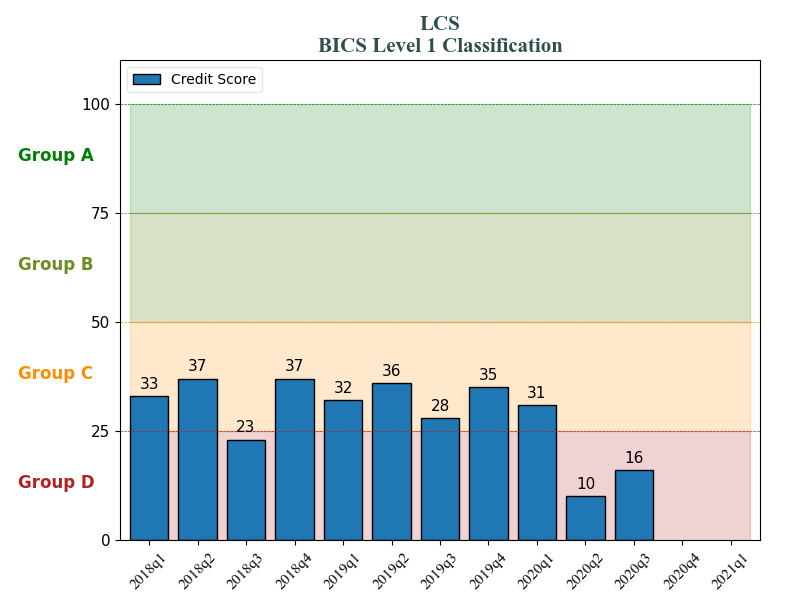 LCS
BICS Level 1 Classification
Credit Score
100
Group A
75
Group B
50
Group C
25
Group D
0
33
37
23
37
32
36
28
35
31
10
16
2018q1
2018q2
2018q3
2018q4
2019q1
2019q2
2019q3
2019q4
2020q1
2020q2
2020q3
2020q4
2021q1